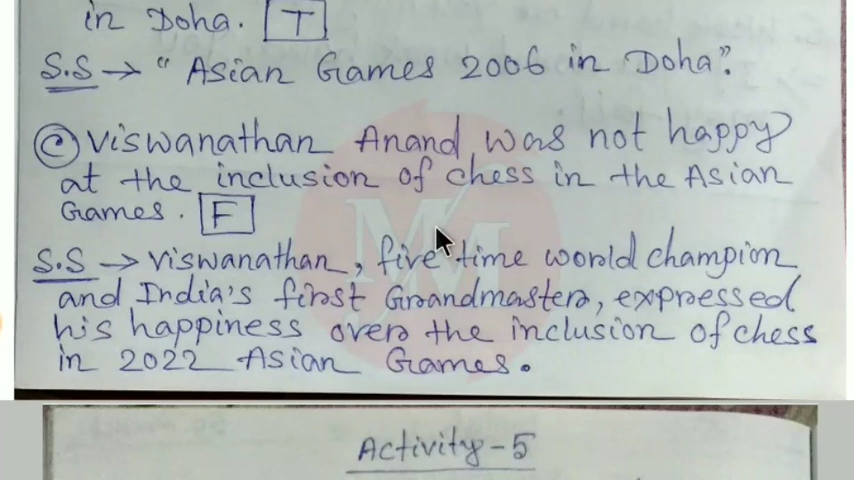 in Doha. T
S.S → "Asian Games 2006 in Doha".
Ⓒ Viswanathan Anand was not happy
at the inclusion of chess in the Asian
Games. F
S.S → Viswanathan, five time world champion
and India's first Grandmaster, expressed
his happiness over the inclusion of chess
in 2022 Asian Games.
Activity-5